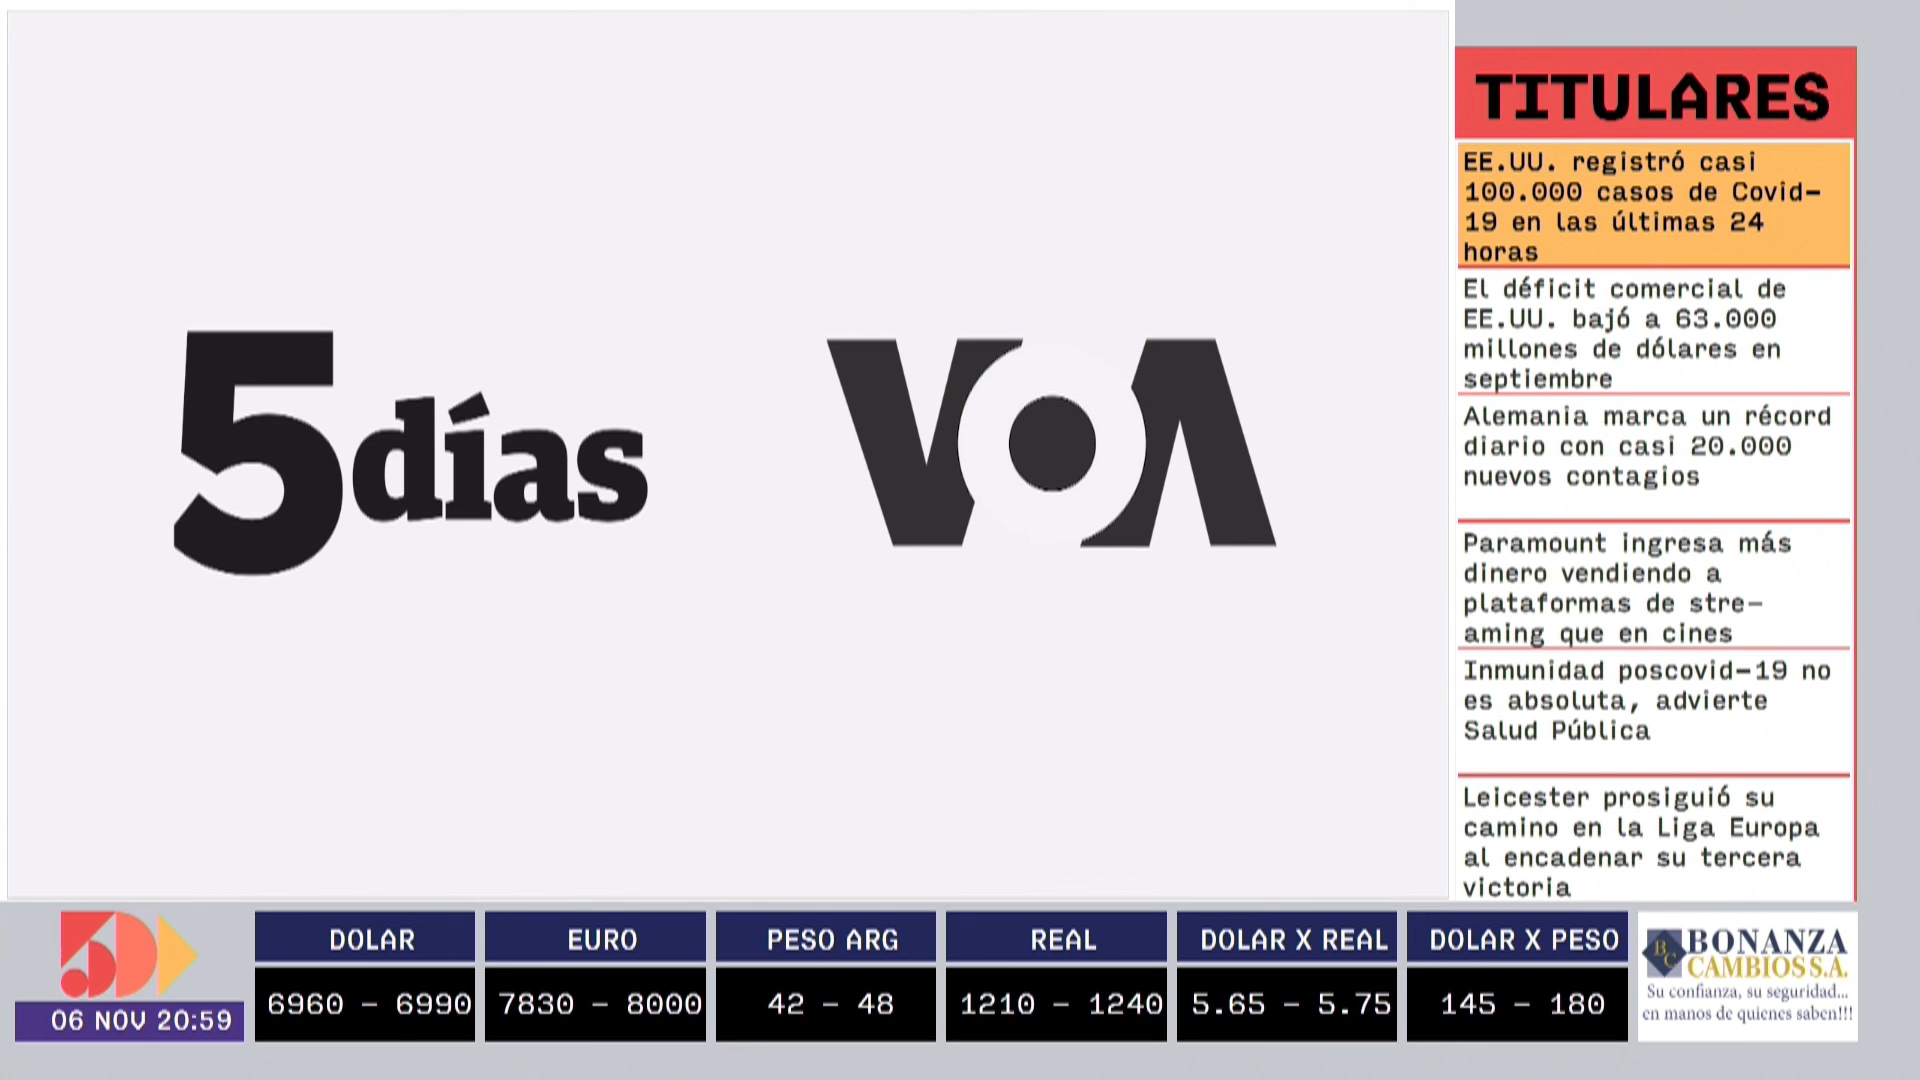 5días
VOA
TITULARES
EE.UU. registró casi
100.000 casos de Covid-
19 en las últimas 24
horas
El déficit comercial de
EE.UU. bajó a 63.000
millones de dólares en
septiembre
Alemania marca un récord
diario con casi 20.000
nuevos contagios
Paramount ingresa más
dinero vendiendo a
plataformas de stre-
aming que en cines
Inmunidad poscovid-19 no
es absoluta, advierte
Salud Pública
Leicester prosiguió su
camino en la Liga Europa
al encadenar su tercera
victoria
5D
06 NOV 20:59
DOLAR
6960 - 6990
EURO
7830 - 8000
PESO ARG
42 - 48
REAL
1210 - 1240
DOLAR X REAL
5.65 - 5.75
DOLAR X PESO
145 - 180
BC
BONANZA
CAMBIOS S.A.
Su confianza, su seguridad...
en manos de quienes saben!!!